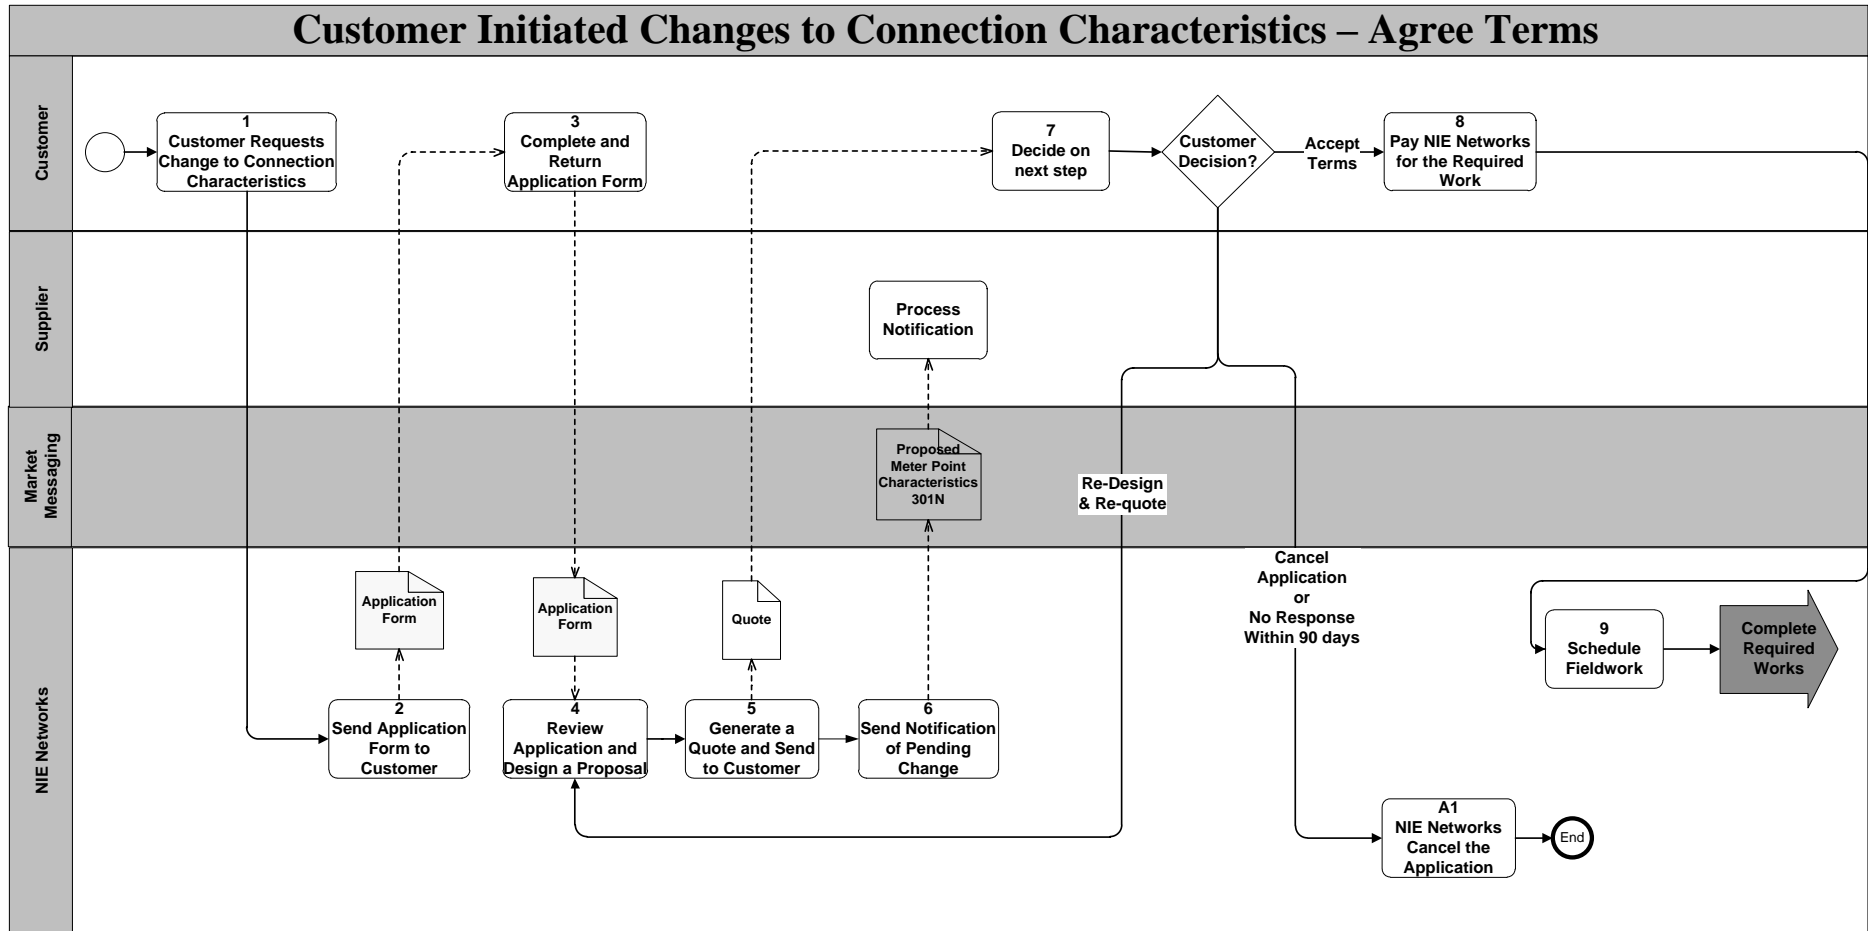 Customer Initiated Changes to Connection Characteristics – Agree Terms
Customer
1
Customer Requests
Change to Connection
Characteristics
3
Complete and
Return
Application Form
7
Decide on
next step
Customer
Decision?
Accept
Terms
8
Pay NIE Networks
for the Required
Work
Supplier
Process
Notification
Market
Messaging
Proposed
Meter Point
Characteristics
301N
Re-Design
& Re-quote
NIE Networks
Application
Form
Application
Form
Quote
Cancel
Application
or
No Response
Within 90 days
9
Schedule
Fieldwork
Complete
Required
Works
2
Send Application
Form to
Customer
4
Review
Application and
Design a Proposal
5
Generate a
Quote and Send
to Customer
6
Send Notification
of Pending
Change
A1
NIE Networks
Cancel the
Application
End